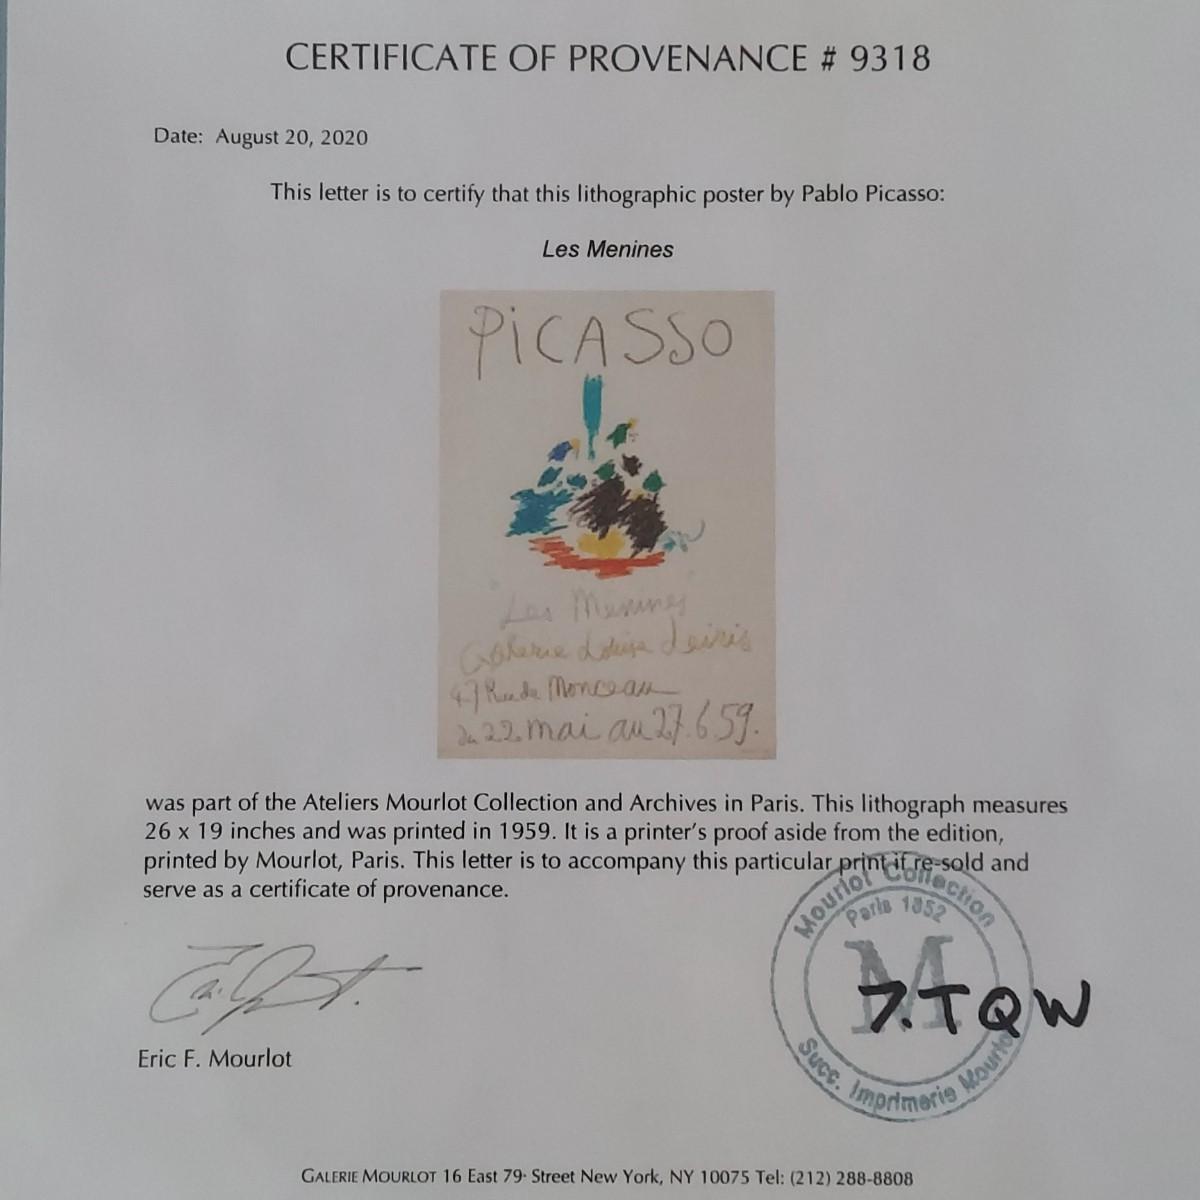 CERTIFICATE OF PROVENANCE # 9318
Date: August 20, 2020
This letter is to certify that this lithographic poster by Pablo Picasso:
Les Menines
PiCASSO
"Les Menines"
Galerie Louise Leiris
47 Rue de Monceau
du 22 mai au 27.6.59.
was part of the Ateliers Mourlot Collection and Archives in Paris. This lithograph measures
26 x 19 inches and was printed in 1959. It is a printer's proof aside from the edition,
printed by Mourlot, Paris. This letter is to accompany this particular print if re-sold and
serve as a certificate of provenance.
Mourlot Collection
Paris 1852
M
7.TQW
Succ. Imprimerie Mourlot
Eric F. Mourlot
GALERIE MOURLOT 16 East 79 Street New York, NY 10075 Tel: (212) 288-8808